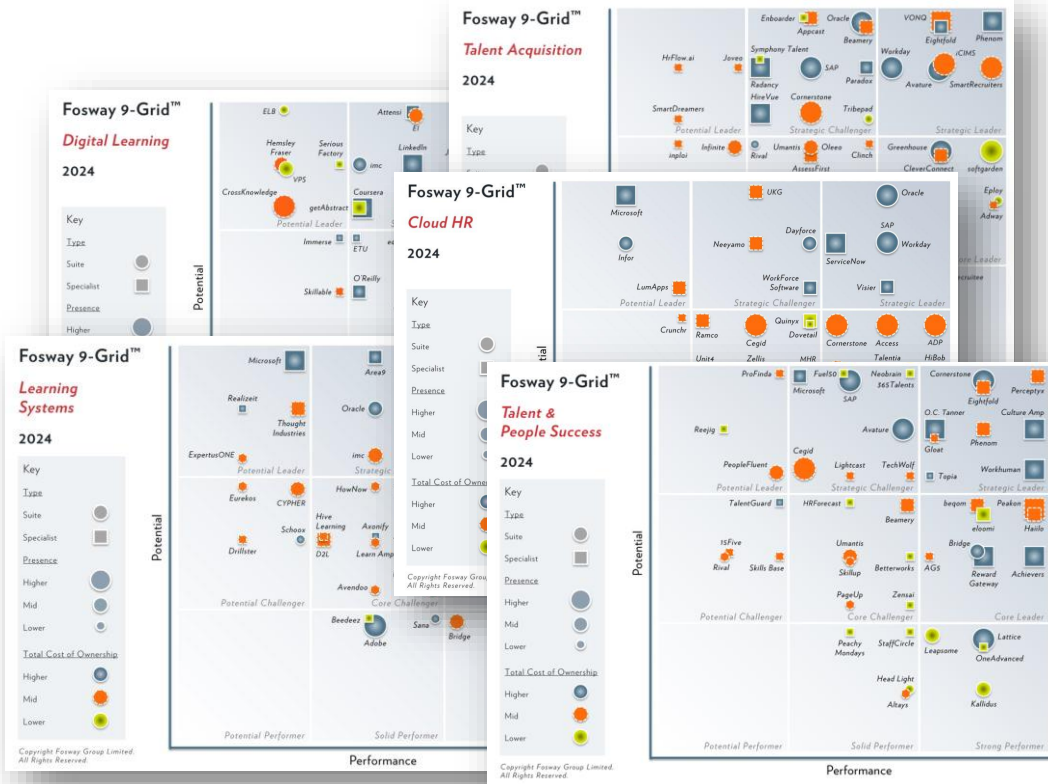 Fosway 9-Grid™
Talent Acquisition
2024
Key
Type
Enboarder
Appcast
Oracle
Beamery
VONQ
Eightfold
Phenom
HrFlow.ai
Joveo
Symphony Talent
Radancy
SAP
Paradox
Workday
Avature
iCIMS
SmartRecruiters
HireVue
Cornerstone
Tribepad
SmartDreamers
Potential Leader
Strategic Challenger
Strategic Leader
inploi
Infinite
Rival
Umantis
Oleeo
AssessFirst
Clinch
Greenhouse
CleverConnect
softgarden
Eploy
Adway
Fosway 9-Grid™
Digital Learning
2024
Key
Type
Suite
Specialist
Presence
Higher
Potential
ELB
Attensi
EI
Hemsley
Fraser
VPS
Serious
Factory
imc
LinkedIn
CrossKnowledge
getAbstract
Coursera
Potential Leader
Immerse
ETU
Skillable
O'Reilly
Fosway 9-Grid™
Cloud HR
2024
Key
Type
Suite
Specialist
Presence
Higher
Mid
Lower
Total Cost of Owners
Higher
Mid
Lower
Copyright Fosway Group
All Rights Reserved.
Microsoft
UKG
Oracle
SAP
Infor
Neeyamo
Dayforce
ServiceNow
Workday
LumApps
WorkForce
Software
Visier
Potential Leader
Strategic Challenger
Strategic Leader
Crunchr
Ramco
Cegid
Quinyx
Dovetail
Cornerstone
Access
ADP
Unit4
Zellis
MHR
Talentia
HiBob
Fosway 9-Grid™
Learning
Systems
2024
Key
Type
Suite
Specialist
Presence
Higher
Mid
Lower
Total Cost of Ownership
Higher
Mid
Lower
Copyright Fosway Group Limited.
All Rights Reserved.
Potential
Microsoft
Area9
Realizeit
Thought
Industries
Oracle
ExpertusONE
imc
Potential Leader
Strategic
Eurekos
CYPHER
HowNow
Drillster
Schoox
Hive
Learning
D2L
Axonify
Learn Amp
Avendoo
Potential Challenger
Core Challenger
Beedeez
Adobe
Sana
Bridge
Potential Performer
Solid Performer
Performance
Fosway 9-Grid™
Talent &
People Success
2024
Key
Type
Suite
Specialist
Presence
Higher
Mid
Lower
Total Cost of Ownership
Higher
Mid
Lower
Copyright Fosway Group Limited.
All Rights Reserved.
Potential
ProFinda
Microsoft
Fuel50
SAP
Neobrain
365Talents
Cornerstone
Eightfold
Perceptyx
Reejig
Avature
O.C. Tanner
Gloat
Phenom
Culture Amp
PeopleFluent
Cegid
Lightcast
TechWolf
Topia
Workhuman
Potential Leader
Strategic Challenger
Strategic Leader
TalentGuard
HRForecast
Beamery
beqom
eloomi
Peakon
Haiilo
15Five
Rival
Skills Base
Umantis
Skillup
Betterworks
AG5
Bridge
Reward
Gateway
Achievers
PageUp
Zensai
Potential Challenger
Core Challenger
Core Leader
Peachy
Mondays
StaffCircle
Leapsome
Lattice
OneAdvanced
Head Light
Altays
Kallidus
Potential Performer
Solid Performer
Strong Performer
Performance